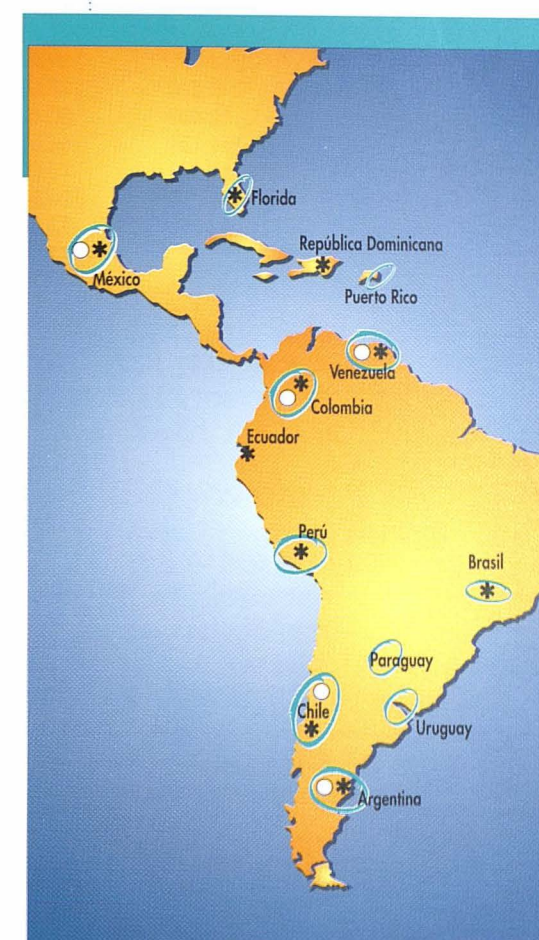 Florida
República Dominicana
México
Puerto Rico
Venezuela
Colombia
Ecuador
Perú
Brasil
Paraguay
Chile
Uruguay
Argentina